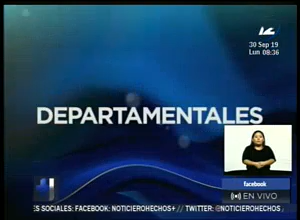 30 Sep 19
Lun 08:36
DEPARTAMENTALES
facebook
EN VIVO
ES SOCIALES: FACEBOOK: NOTICIEROHECHOS+ // TWITTER: @NOTICIEROHECHOS